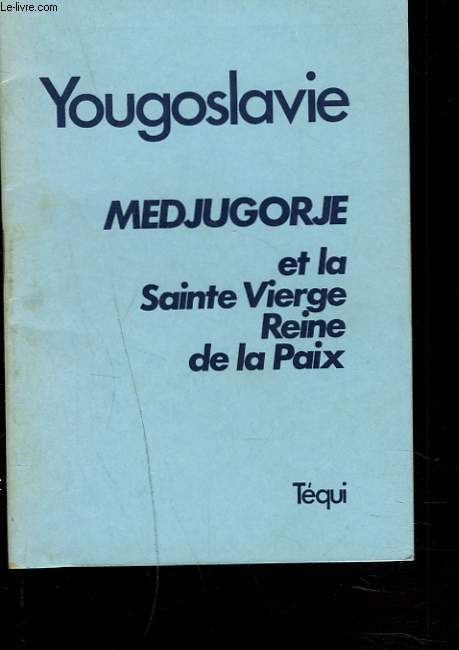 Le-livre.com
Yougoslavie
MEDJUGORJE
et la
Sainte Vierge
Reine
de la Paix
Téqui